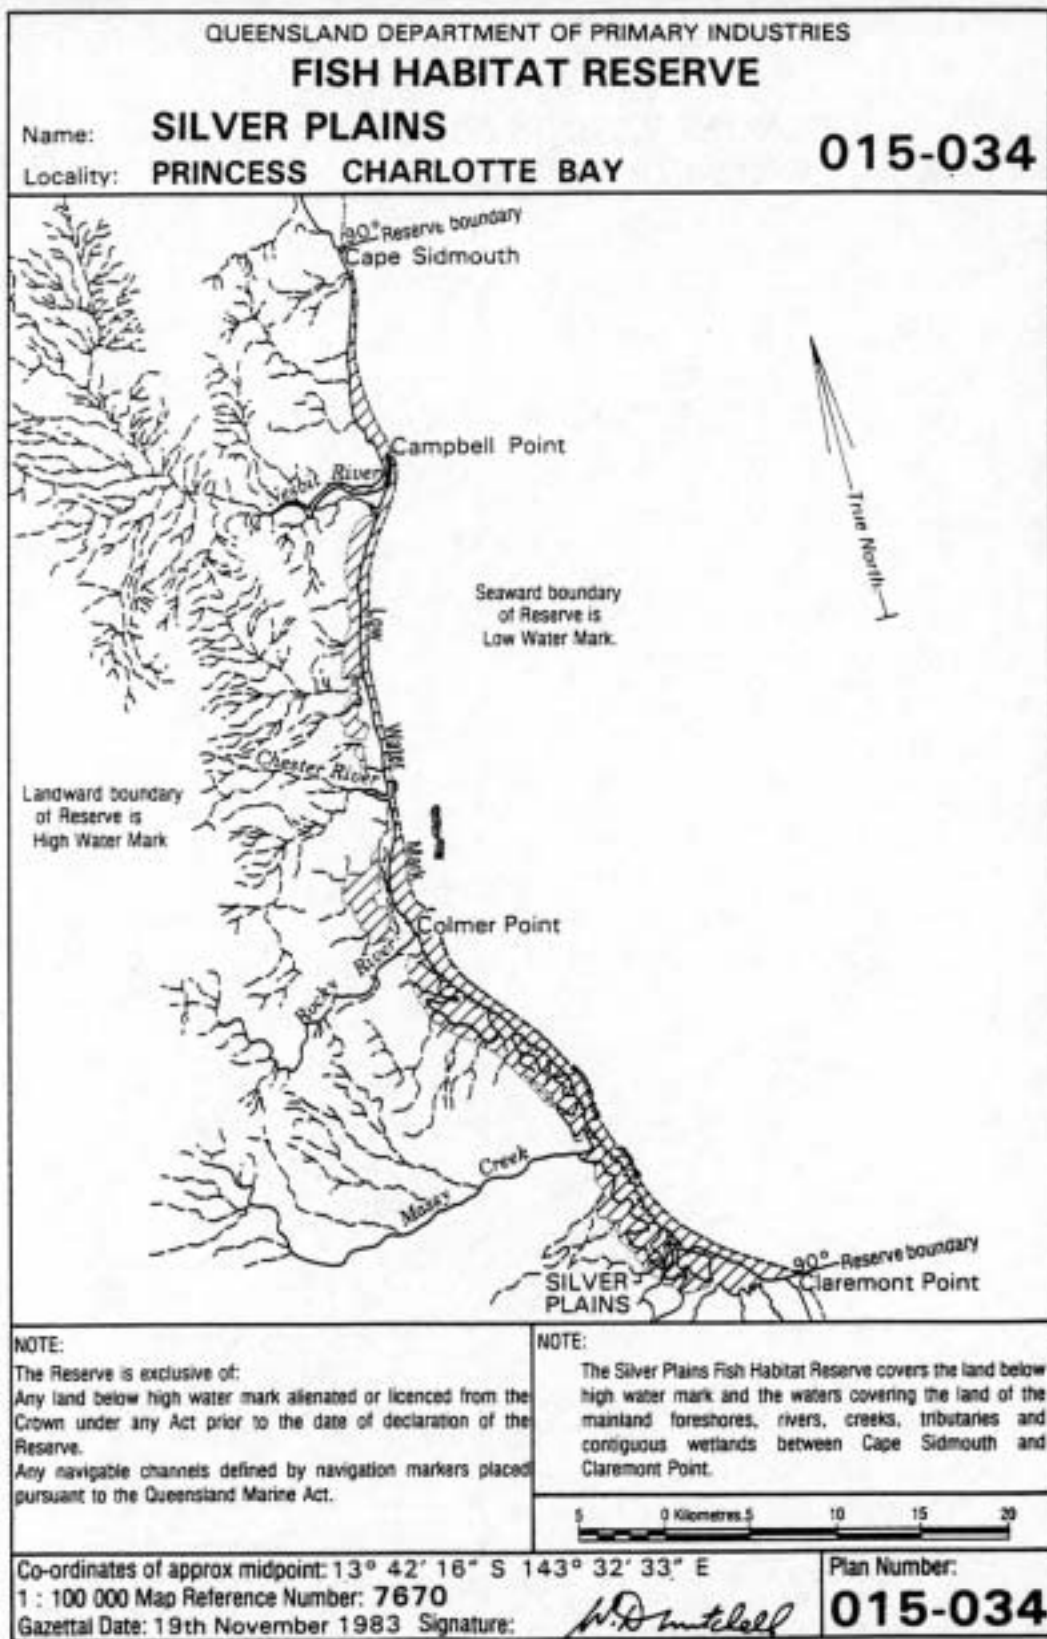 QUEENSLAND DEPARTMENT OF PRIMARY INDUSTRIES
FISH HABITAT RESERVE
Name: SILVER PLAINS
Locality: PRINCESS CHARLOTTE BAY
015-034
90° Reserve boundary
Cape Sidmouth
Campbell Point
River
True North
Seaward boundary
of Reserve is
Low Water Mark.
Low
Water
Mark
Chester River
Landward boundary
of Reserve is
High Water Mark
Colmer Point
Rocky River
Massy Creek
90° Reserve boundary
Claremont Point
SILVER
PLAINS
NOTE:
The Reserve is exclusive of:
Any land below high water mark alienated or licenced from the
Crown under any Act prior to the date of declaration of the
Reserve.
Any navigable channels defined by navigation markers placed
pursuant to the Queensland Marine Act.
NOTE:
The Silver Plains Fish Habitat Reserve covers the land below
high water mark and the waters covering the land of the
mainland foreshores, rivers, creeks, tributaries and
contiguous wetlands between Cape Sidmouth and
Claremont Point.
5 0 Kilometres 5 10 15 20
Co-ordinates of approx midpoint: 13° 42′ 16″ S 143° 32′ 33″ E
1 : 100 000 Map Reference Number: 7670
Gazettal Date: 19th November 1983 Signature:
Plan Number:
015-034